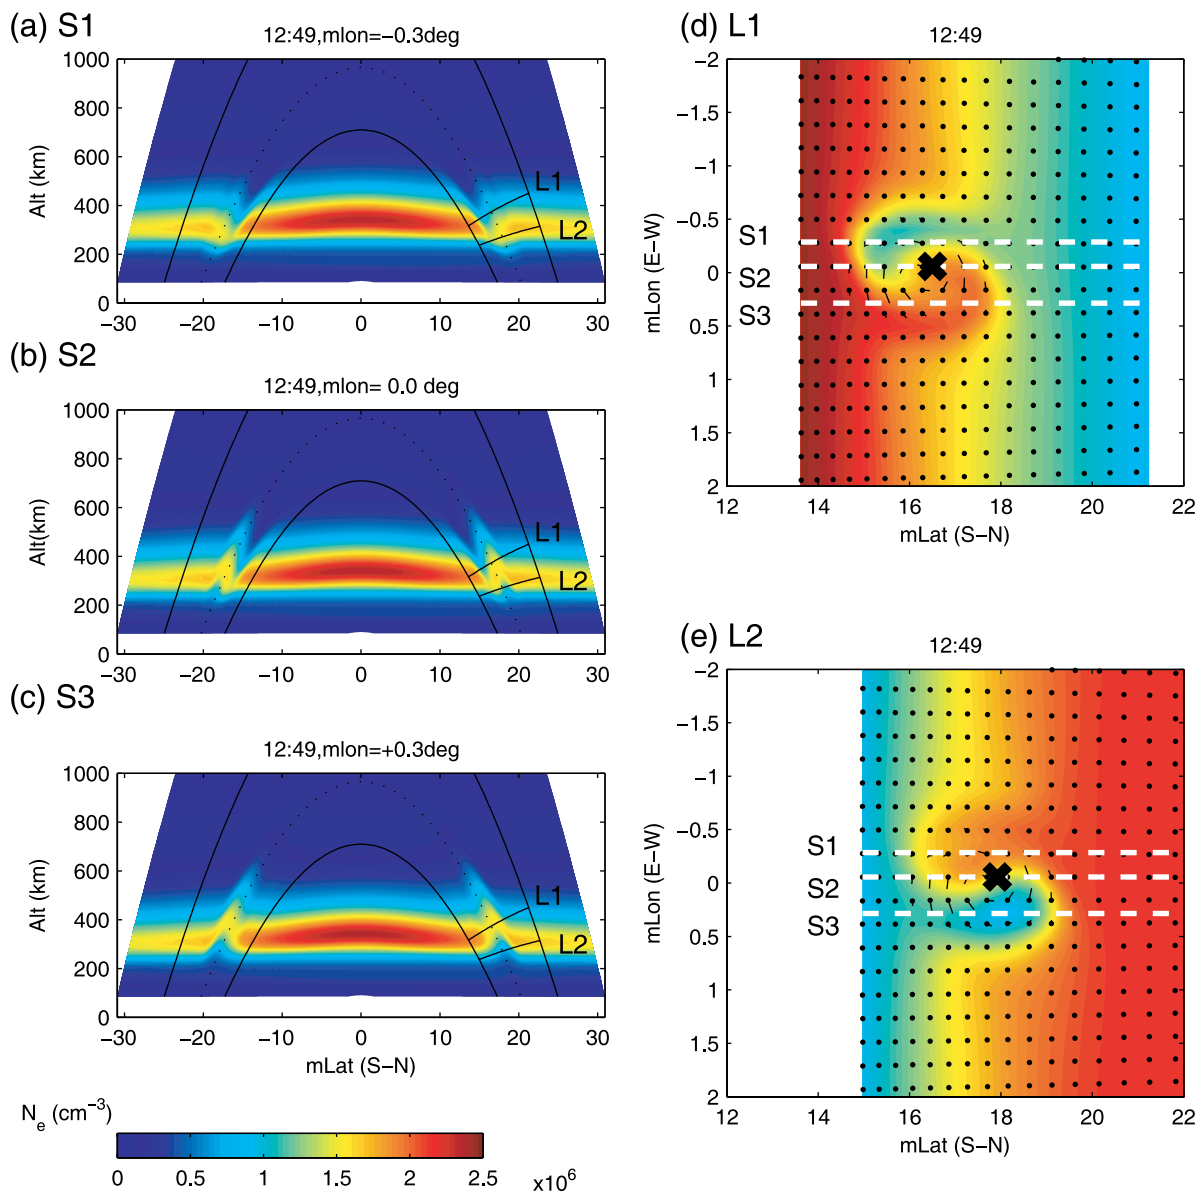 (a) S1
12:49,mlon=−0.3deg
1000
800
600
400
200
0
Alt (km)
L1
L2
−30 −20 −10 0 10 20 30
(b) S2
12:49,mlon= 0.0 deg
1000
800
600
400
200
0
Alt(km)
L1
L2
−30 −20 −10 0 10 20 30
(c) S3
12:49,mlon=+0.3deg
1000
800
600
400
200
0
Alt (km)
L1
L2
−30 −20 −10 0 10 20 30
mLat (S−N)
N_e (cm⁻³)
0 0.5 1 1.5 2 2.5 x10⁶
(d) L1
12:49
−2
−1.5
−1
−0.5
0
0.5
1
1.5
2
mLon (E−W)
S1
S2
S3
12 14 16 18 20 22
mLat (S−N)
(e) L2
12:49
−2
−1.5
−1
−0.5
0
0.5
1
1.5
2
mLon (E−W)
S1
S2
S3
12 14 16 18 20 22
mLat (S−N)